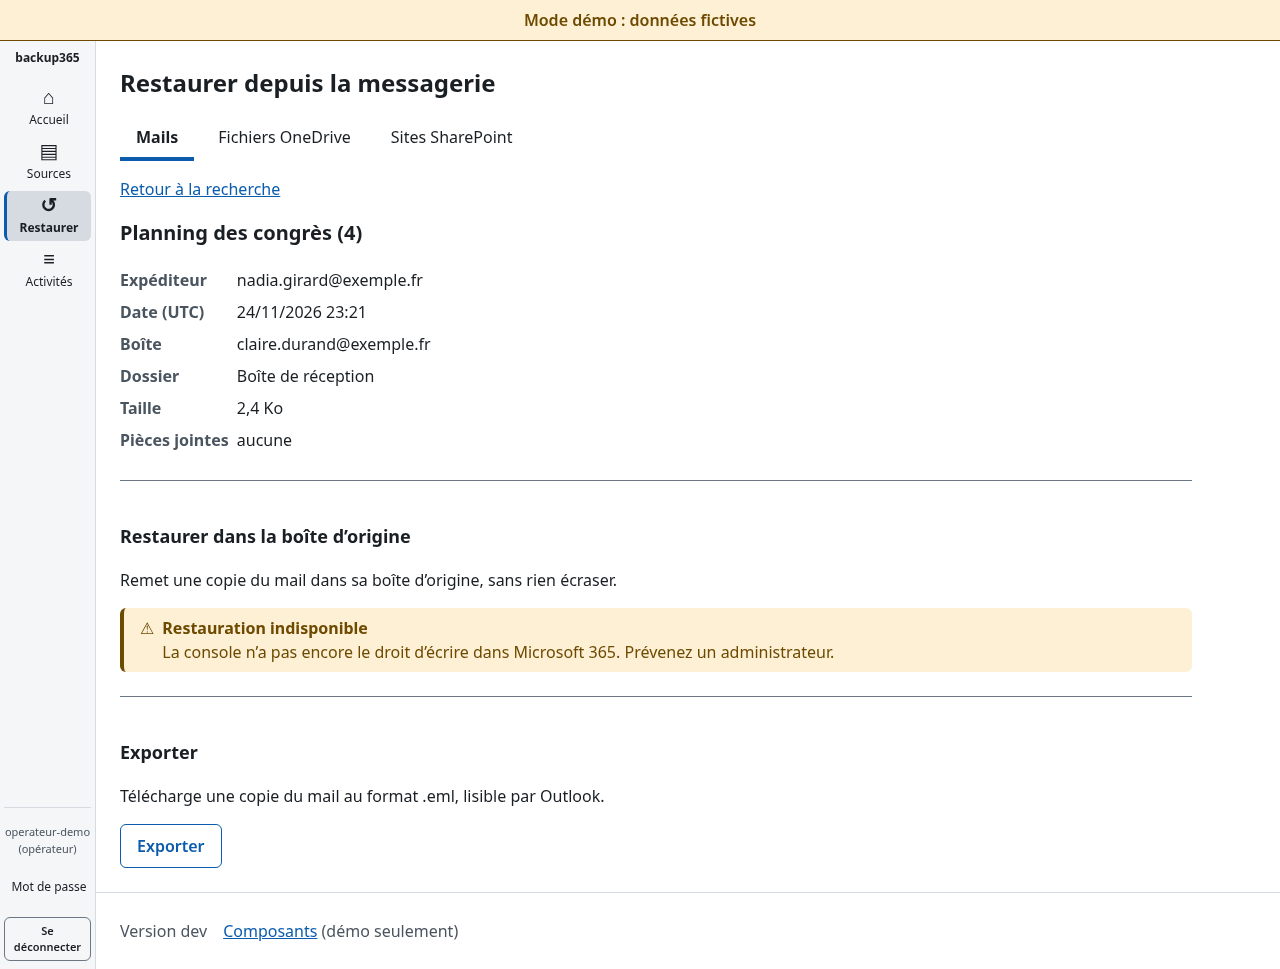 Mode démo : données fictives
backup365
Accueil
Sources
Restaurer
Activités
operateur-demo
(opérateur)
Mot de passe
Se
déconnecter
Restaurer depuis la messagerie
Mails
Fichiers OneDrive
Sites SharePoint
Retour à la recherche
Planning des congrès (4)
Expéditeur nadia.girard@exemple.fr
Date (UTC) 24/11/2026 23:21
Boîte claire.durand@exemple.fr
Dossier Boîte de réception
Taille 2,4 Ko
Pièces jointes aucune
Restaurer dans la boîte d’origine
Remet une copie du mail dans sa boîte d’origine, sans rien écraser.
⚠ Restauration indisponible
La console n’a pas encore le droit d’écrire dans Microsoft 365. Prévenez un administrateur.
Exporter
Télécharge une copie du mail au format .eml, lisible par Outlook.
Exporter
Version dev Composants (démo seulement)